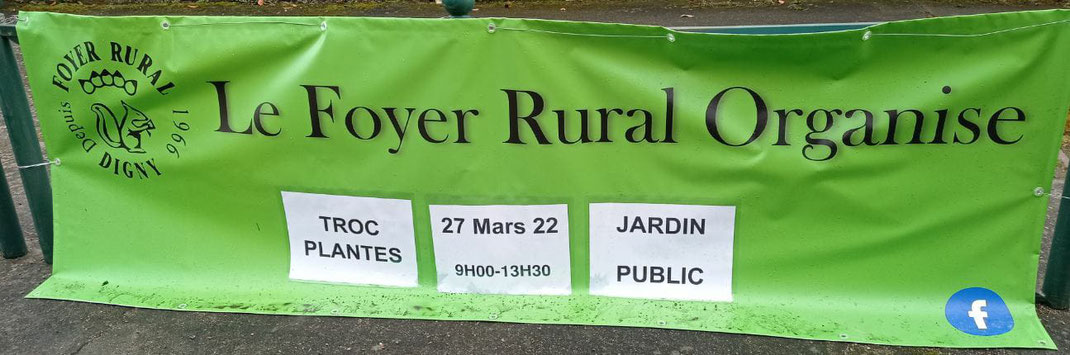 FOYER RURAL
Depuis 1966
DIGNY
Le Foyer Rural Organise
TROC
PLANTES
27 Mars 22
9H00-13H30
JARDIN
PUBLIC
f